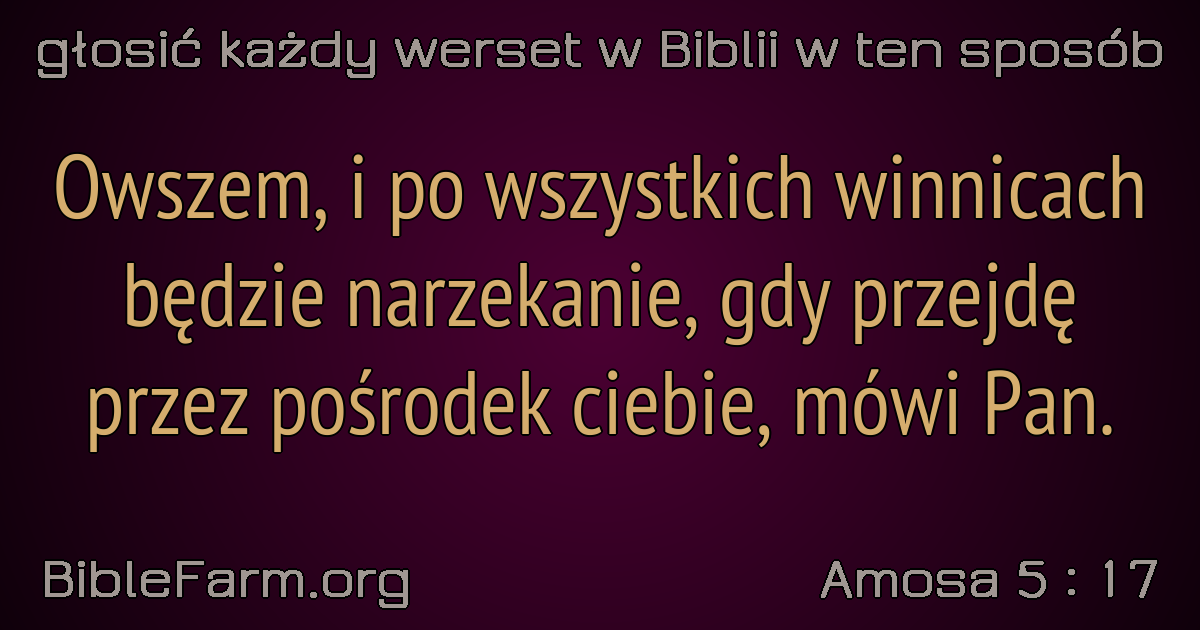 głosić każdy werset w Biblii w ten sposób
Owszem, i po wszystkich winnicach
będzie narzekanie, gdy przejdę
przez pośrodek ciebie, mówi Pan.
BibleFarm.org
Amosa 5 : 17